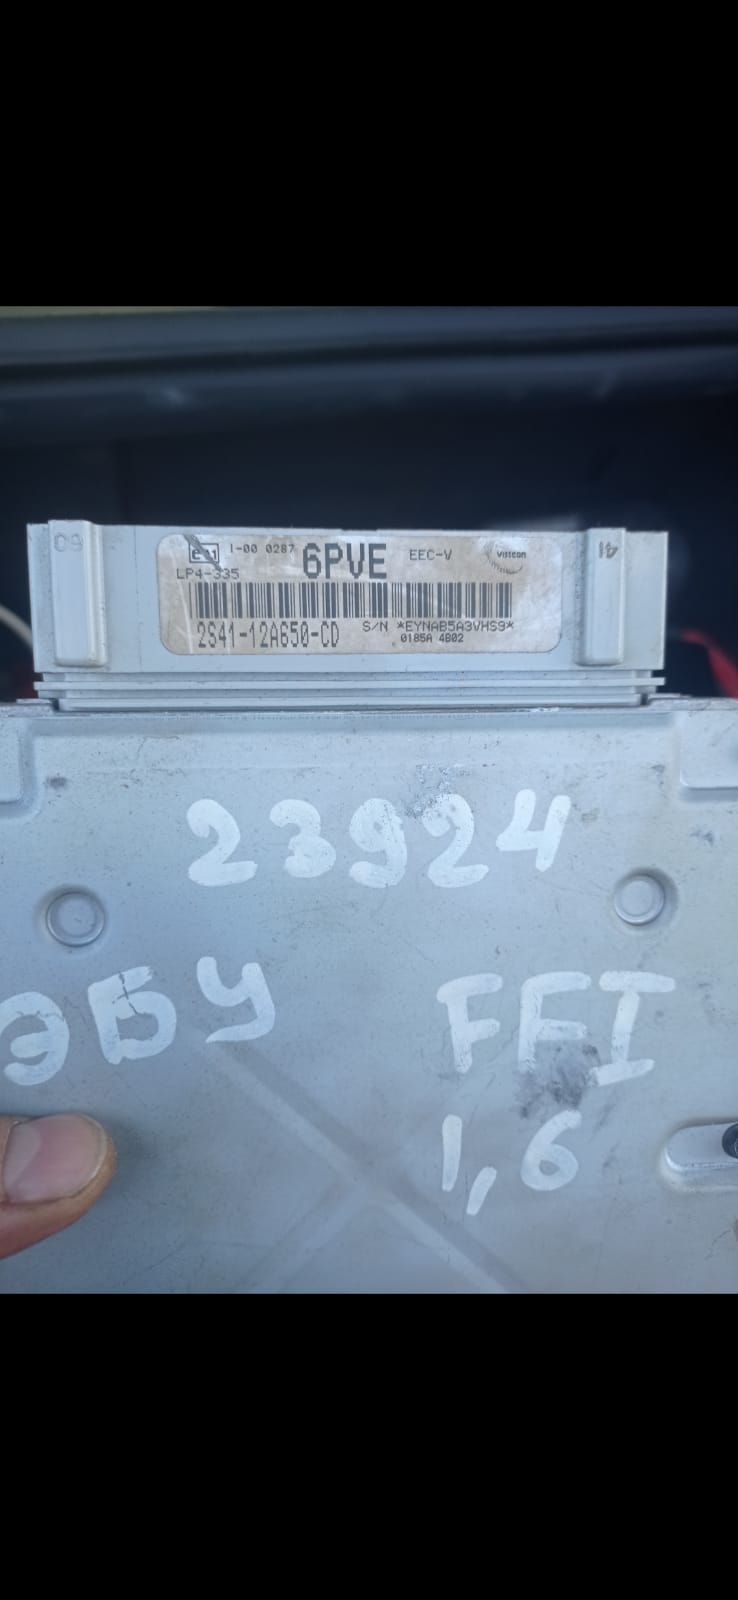 e11 1-00 0287 6PVE EEC-V Visteon
LP4-335
2S41-12A650-CD S/N *EYNAB5A3VHS9*
0185A 4B02
60
41
23924
ЭБУ FFI
1,6